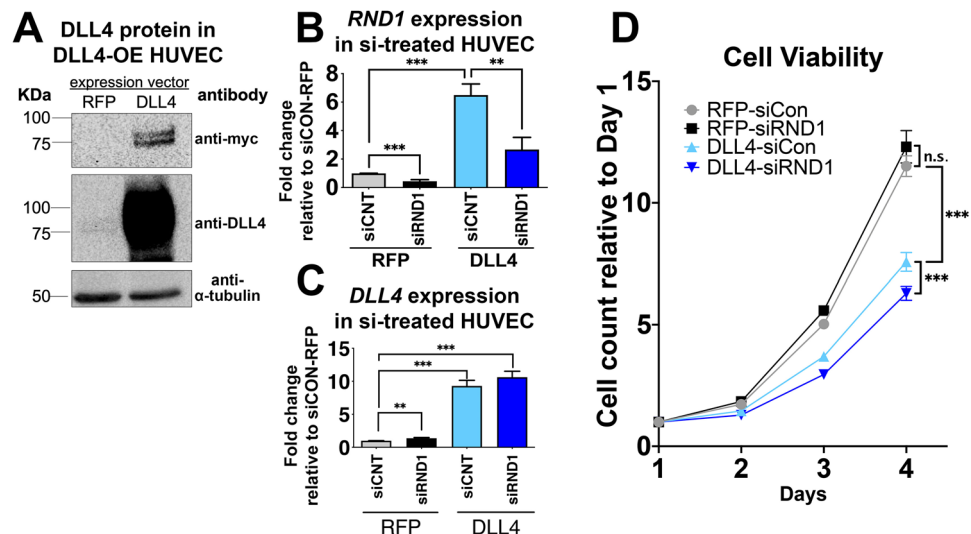 A
DLL4 protein in
DLL4-OE HUVEC
expression vector
KDa
RFP
DLL4
antibody
100
75
anti-myc
100
75
anti-DLL4
50
anti-
α-tubulin
B
RND1 expression
in si-treated HUVEC
Fold change
relative to siCON-RFP
8
6
4
2
0
***
***
**
siCNT
siRND1
siCNT
siRND1
RFP
DLL4
C
DLL4 expression
in si-treated HUVEC
Fold change
relative to siCON-RFP
15
10
5
0
***
***
**
siCNT
siRND1
siCNT
siRND1
RFP
DLL4
D
Cell Viability
Cell count relative to Day 1
15
10
5
0
RFP-siCon
RFP-siRND1
DLL4-siCon
DLL4-siRND1
n.s.
***
***
1
2
3
4
Days